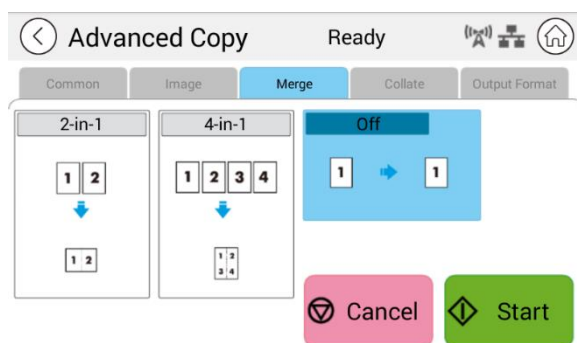 Advanced Copy Ready
Common Image Merge Collate Output Format
2-in-1 4-in-1 Off
1 2 1 2 3 4 1 1
1 2 1 2
3 4
Cancel Start